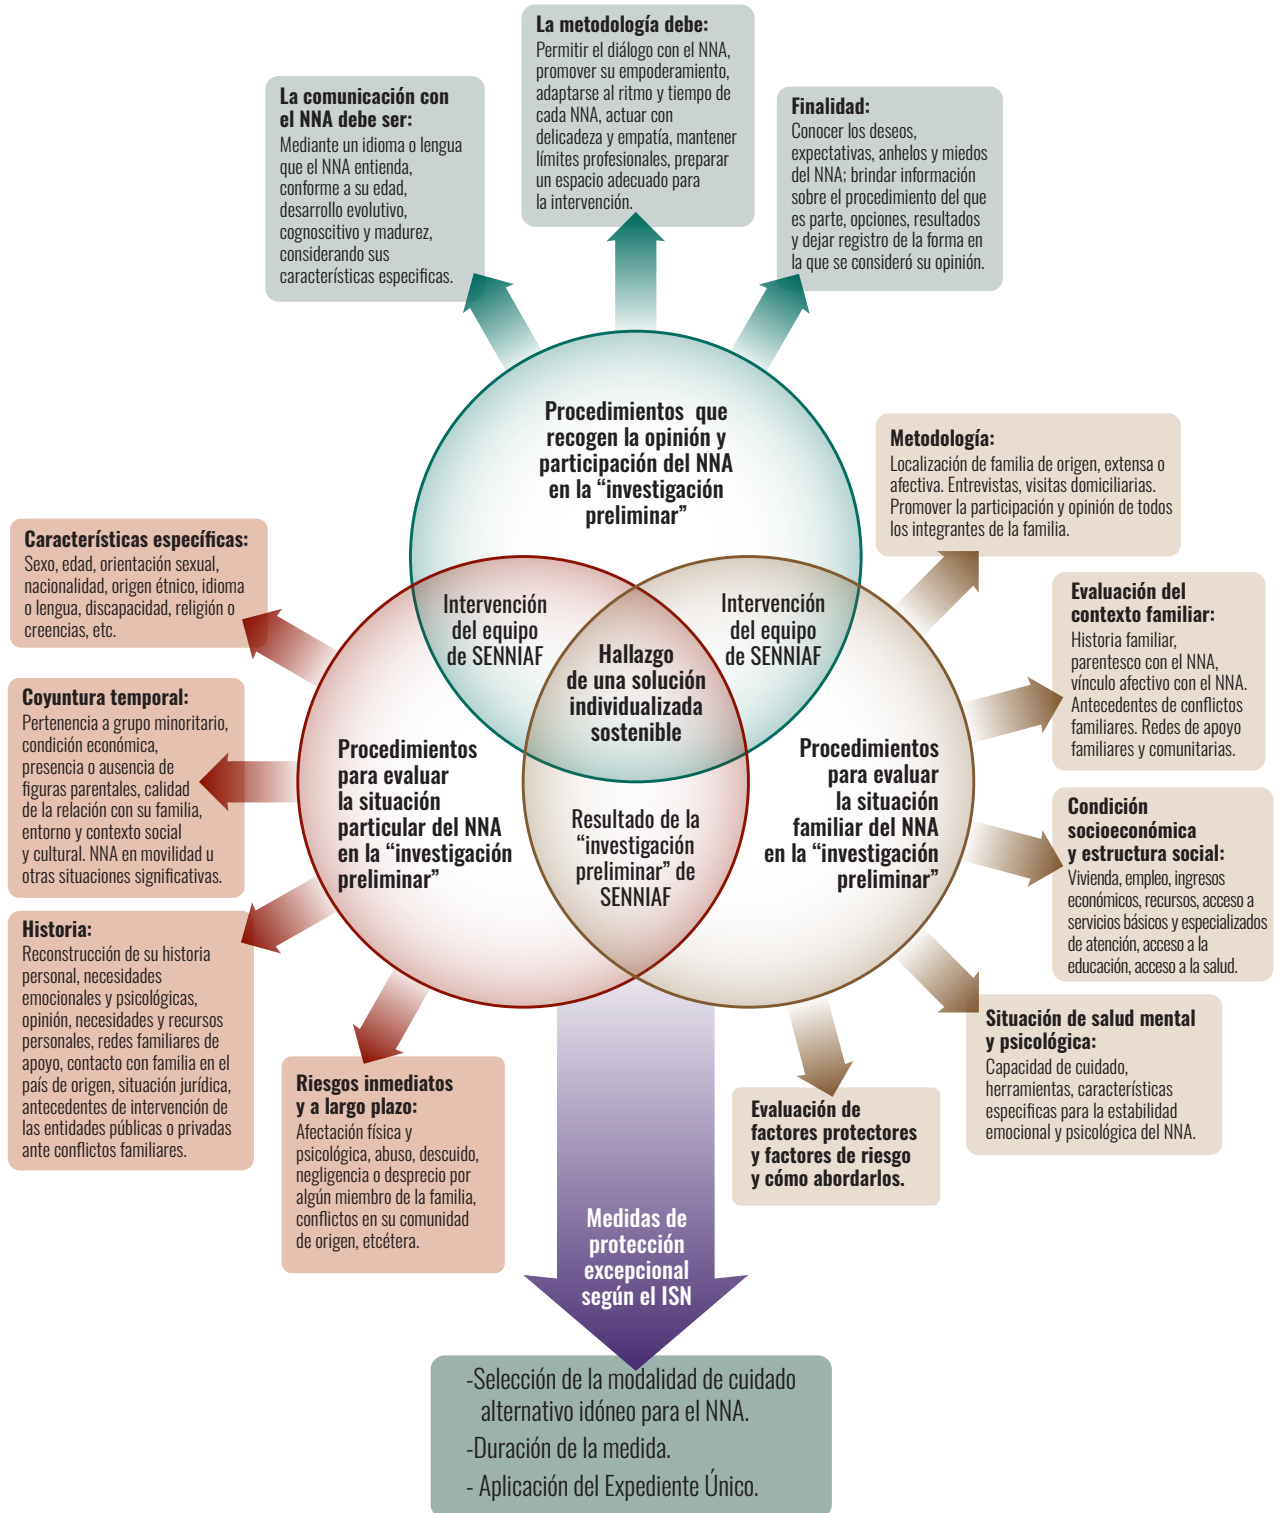 La metodología debe:
Permitir el diálogo con el NNA,
promover su empoderamiento,
adaptarse al ritmo y tiempo de
cada NNA, actuar con
delicadeza y empatía, mantener
límites profesionales, preparar
un espacio adecuado para
la intervención.
La comunicación con
el NNA debe ser:
Mediante un idioma o lengua
que el NNA entienda,
conforme a su edad,
desarrollo evolutivo,
cognoscitivo y madurez,
considerando sus
características especificas.
Finalidad:
Conocer los deseos,
expectativas, anhelos y miedos
del NNA; brindar información
sobre el procedimiento del que
es parte, opciones, resultados
y dejar registro de la forma en
la que se consideró su opinión.
Procedimientos que
recogen la opinión y
participación del NNA
en la “investigación
preliminar”
Metodología:
Localización de familia de origen, extensa o
afectiva. Entrevistas, visitas domiciliarias.
Promover la participación y opinión de todos
los integrantes de la familia.
Características específicas:
Sexo, edad, orientación sexual,
nacionalidad, origen étnico, idioma
o lengua, discapacidad, religión o
creencias, etc.
Intervención
del equipo
de SENNIAF
Intervención
del equipo
de SENNIAF
Hallazgo
de una solución
individualizada
sostenible
Evaluación del
contexto familiar:
Historia familiar,
parentesco con el NNA,
vínculo afectivo con el NNA.
Antecedentes de conflictos
familiares. Redes de apoyo
familiares y comunitarias.
Coyuntura temporal:
Pertenencia a grupo minoritario,
condición económica,
presencia o ausencia de
figuras parentales, calidad
de la relación con su familia,
entorno y contexto social
y cultural. NNA en movilidad u
otras situaciones significativas.
Procedimientos
para evaluar
la situación
particular del NNA
en la “investigación
preliminar”
Resultado de la
“investigación
preliminar” de
SENNIAF
Procedimientos
para evaluar
la situación
familiar del NNA
en la “investigación
preliminar”
Condición
socioeconómica
y estructura social:
Vivienda, empleo, ingresos
económicos, recursos, acceso a
servicios básicos y especializados
de atención, acceso a la
educación, acceso a la salud.
Historia:
Reconstrucción de su historia
personal, necesidades
emocionales y psicológicas,
opinión, necesidades y recursos
personales, redes familiares de
apoyo, contacto con familia en el
país de origen, situación jurídica,
antecedentes de intervención de
las entidades públicas o privadas
ante conflictos familiares.
Situación de salud mental
y psicológica:
Capacidad de cuidado,
herramientas, características
especificas para la estabilidad
emocional y psicológica del NNA.
Riesgos inmediatos
y a largo plazo:
Afectación física y
psicológica, abuso, descuido,
negligencia o desprecio por
algún miembro de la familia,
conflictos en su comunidad
de origen, etcétera.
Evaluación de
factores protectores
y factores de riesgo
y cómo abordarlos.
Medidas de
protección
excepcional
según el ISN
-Selección de la modalidad de cuidado
alternativo idóneo para el NNA.
-Duración de la medida.
- Aplicación del Expediente Único.